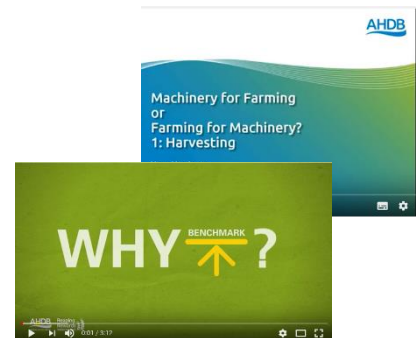 AHDB
Machinery for Farming
or
Farming for Machinery?
1: Harvesting
WHY BENCHMARK ?
AHDB
0:01 / 3:17